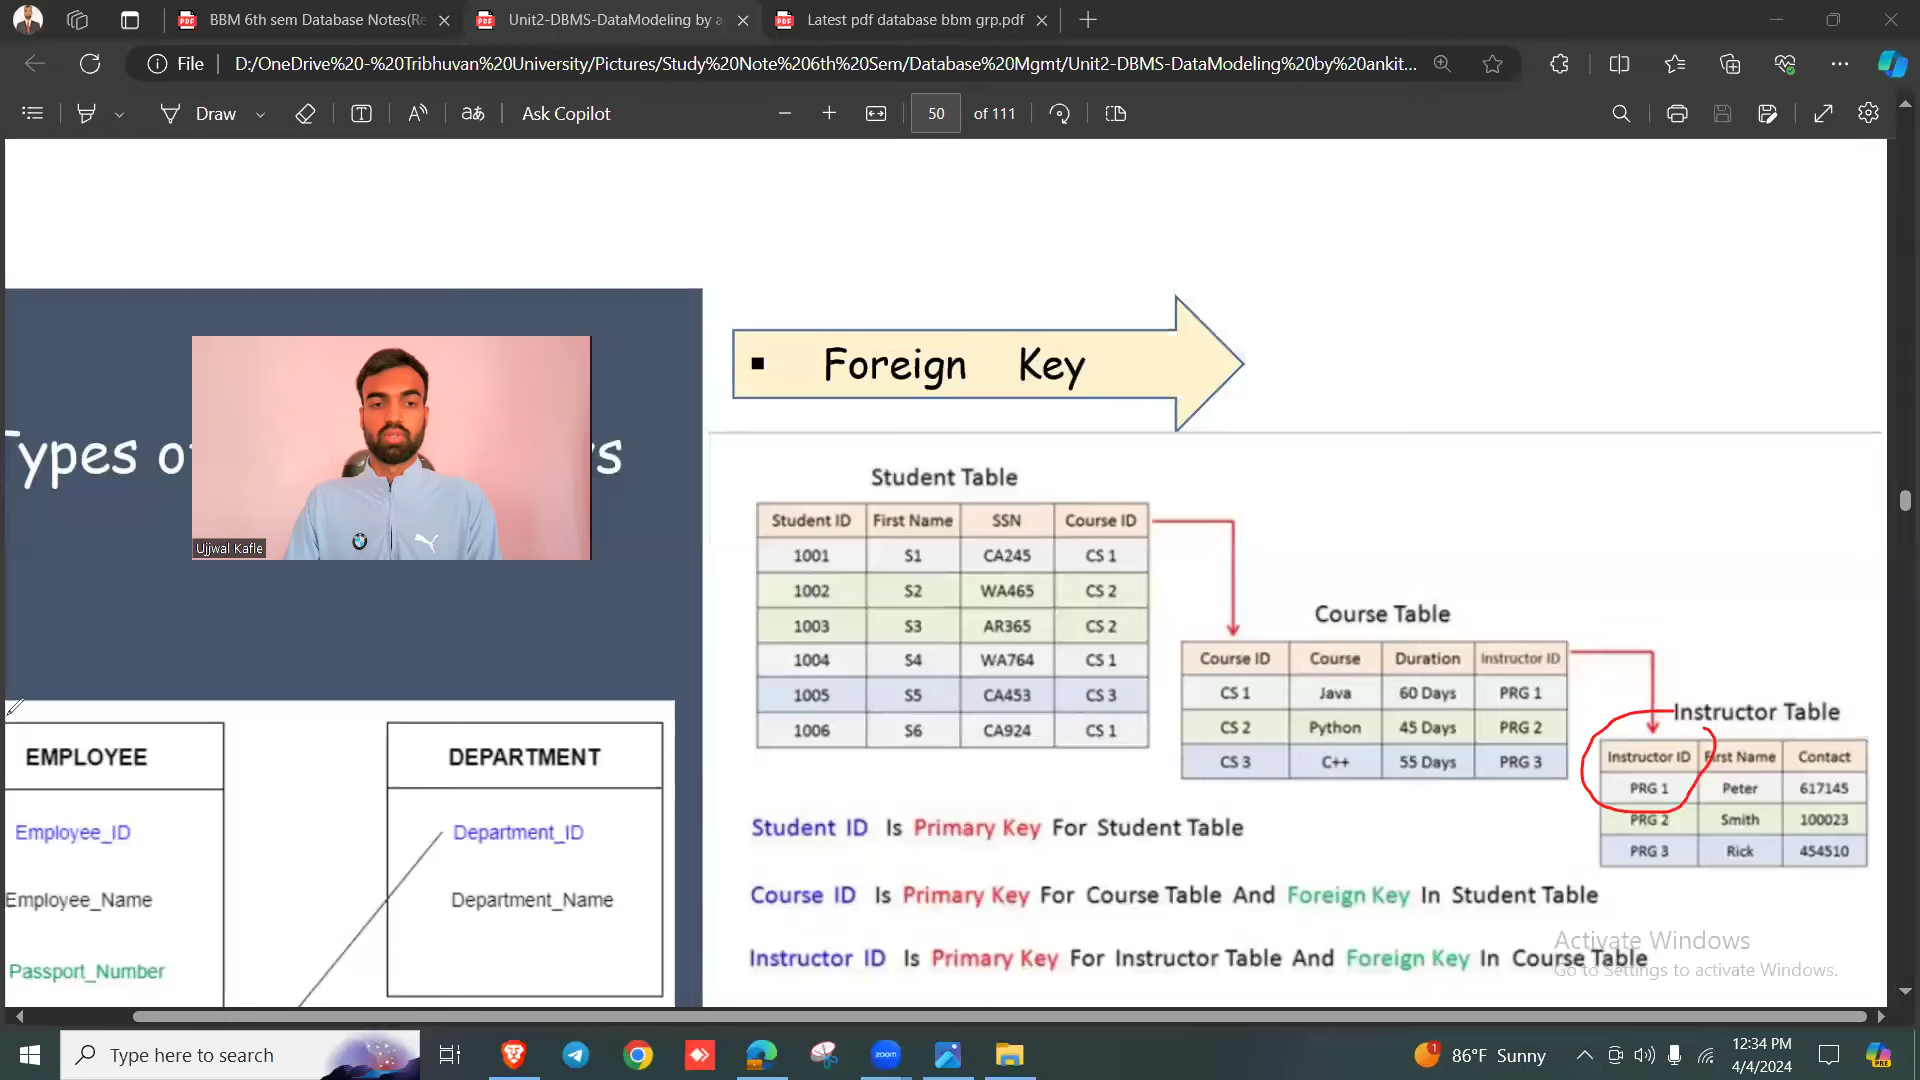 BBM 6th sem Database Notes(Re
Unit2-DBMS-DataModeling by a
Latest pdf database bbm grp.pdf
File
D:/OneDrive%20-%20Tribhuvan%20University/Pictures/Study%20Note%206th%20Sem/Database%20Mgmt/Unit2-DBMS-DataModeling%20by%20ankit...
Draw
Ask Copilot
50 of 111
Types of
ys
Ujjwal Kafle
▪ Foreign Key
Student Table
Student ID First Name SSN Course ID
1001 S1 CA245 CS 1
1002 S2 WA465 CS 2
1003 S3 AR365 CS 2
1004 S4 WA764 CS 1
1005 S5 CA453 CS 3
1006 S6 CA924 CS 1
Course Table
Course ID Course Duration Instructor ID
CS 1 Java 60 Days PRG 1
CS 2 Python 45 Days PRG 2
CS 3 C++ 55 Days PRG 3
Instructor Table
Instructor ID First Name Contact
PRG 1 Peter 617145
PRG 2 Smith 100023
PRG 3 Rick 454510
Student ID Is Primary Key For Student Table
Course ID Is Primary Key For Course Table And Foreign Key In Student Table
Instructor ID Is Primary Key For Instructor Table And Foreign Key In Course Table
EMPLOYEE
Employee_ID
Employee_Name
Passport_Number
DEPARTMENT
Department_ID
Department_Name
Activate Windows
Go to Settings to activate Windows.
Type here to search
zoom
1
86°F Sunny
12:34 PM
4/4/2024
PRE